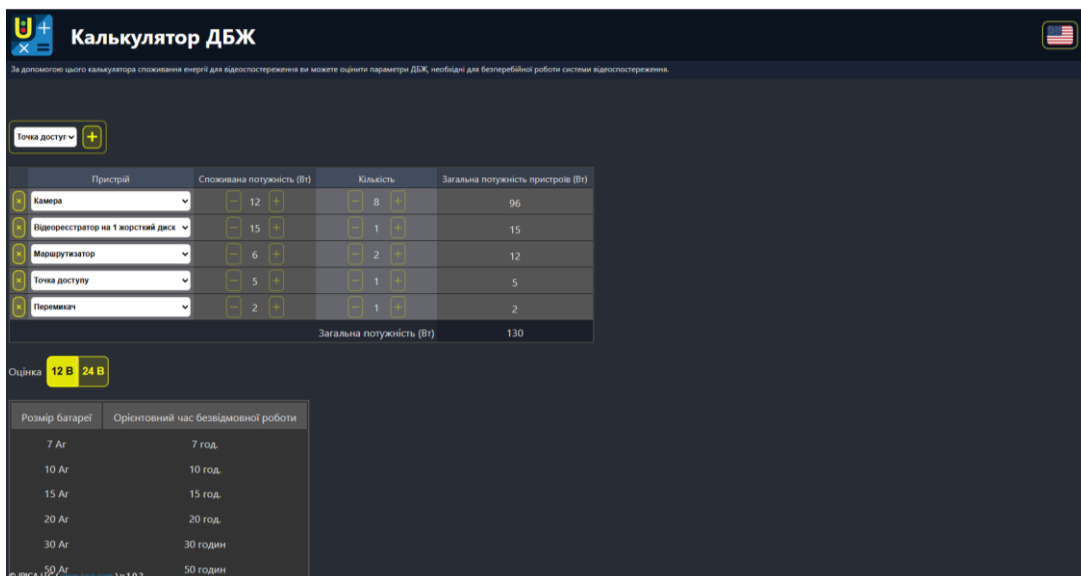 Калькулятор ДБЖ
За допомогою цього калькулятора споживання енергії для відеоспостереження ви можете оцінити параметри ДБЖ, необхідні для безперебійної роботи системи відеоспостереження.
Точка доступ +
Пристрій Споживана потужність (Вт) Кількість Загальна потужність пристроїв (Вт)
× Камера − 12 + − 8 + 96
× Відеореєстратор на 1 жорсткий диск − 15 + − 1 + 15
× Маршрутизатор − 6 + − 2 + 12
× Точка доступу − 5 + − 1 + 5
× Перемикач − 2 + − 1 + 2
Загальна потужність (Вт) 130
Оцінка 12 В 24 В
Розмір батареї Орієнтовний час безвідмовної роботи
7 Аг 7 год.
10 Аг 10 год.
15 Аг 15 год.
20 Аг 20 год.
30 Аг 30 годин
50 Аг 50 годин